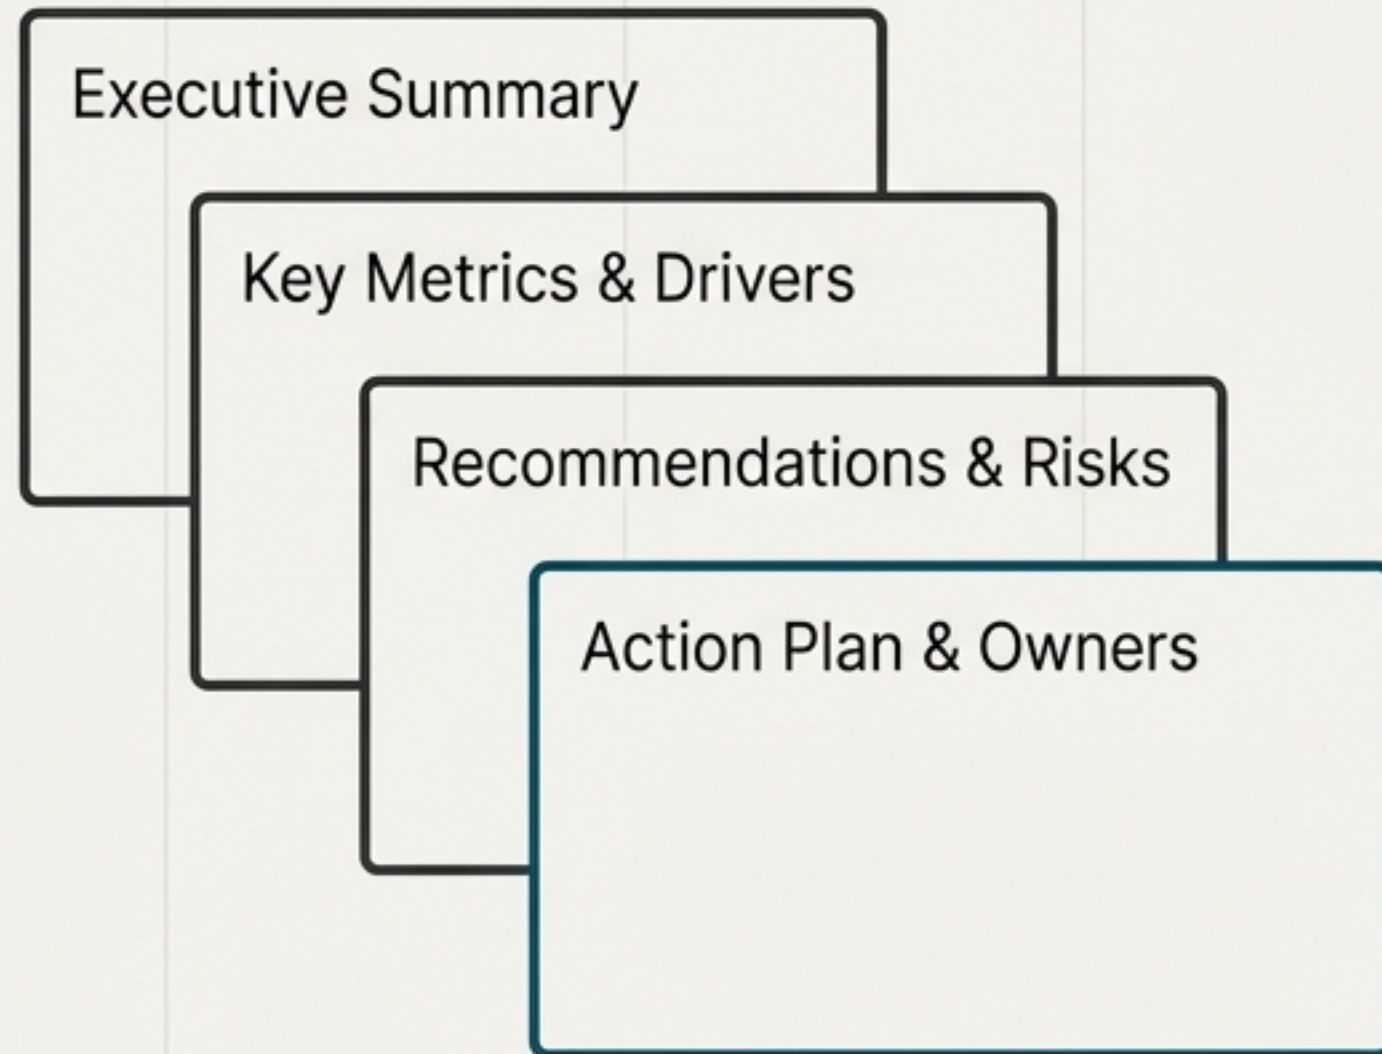 Executive Summary
Key Metrics & Drivers
Recommendations & Risks
Action Plan & Owners